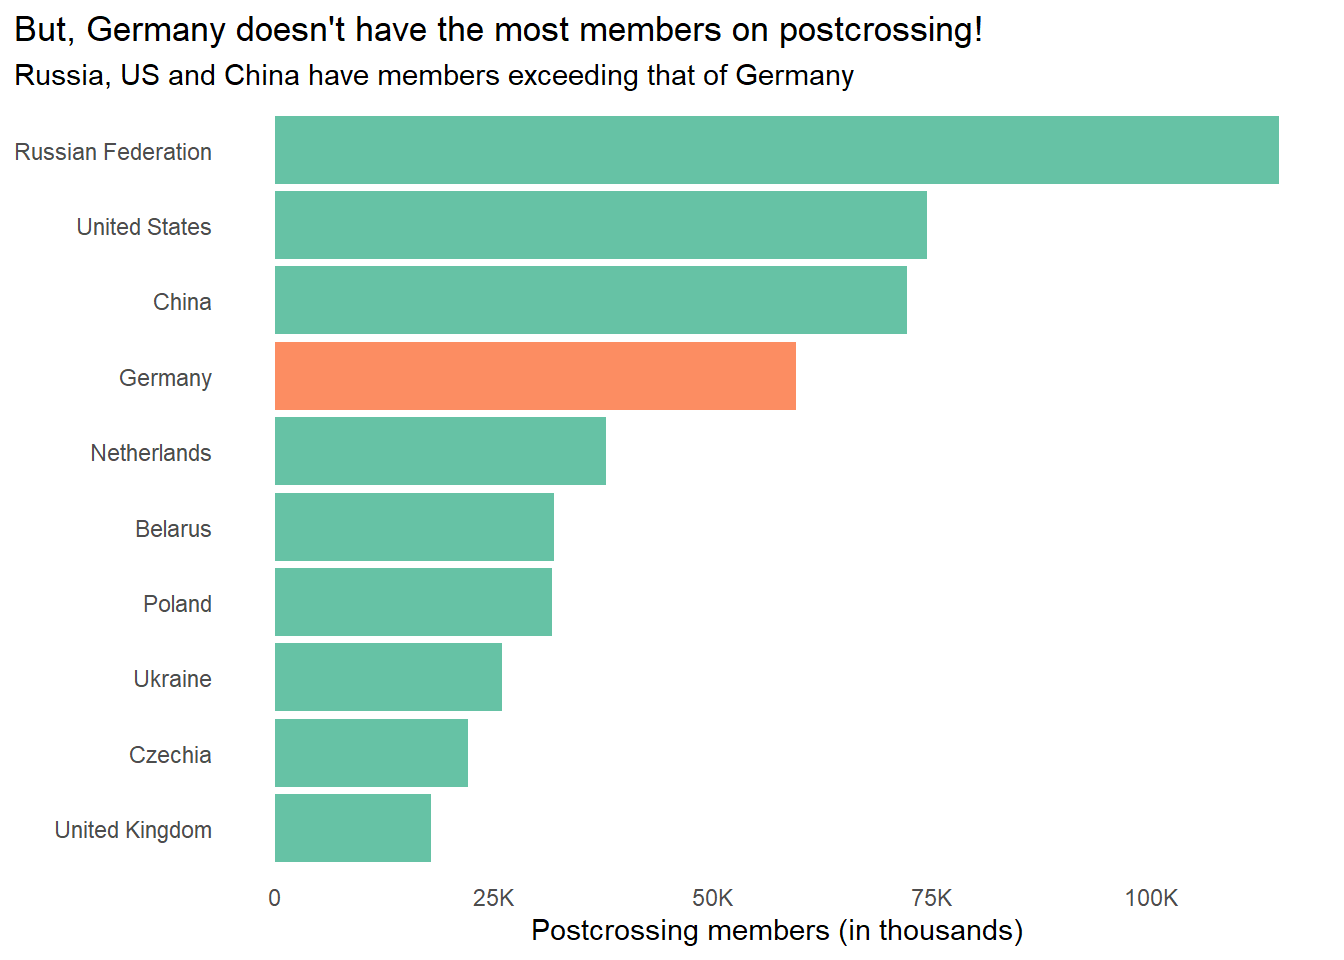 But, Germany doesn't have the most members on postcrossing!
Russia, US and China have members exceeding that of Germany
Russian Federation
United States
China
Germany
Netherlands
Belarus
Poland
Ukraine
Czechia
United Kingdom
0 25K 50K 75K 100K
Postcrossing members (in thousands)